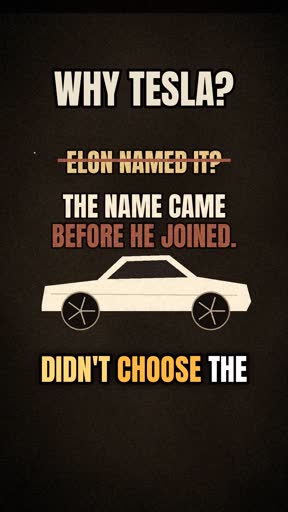 WHY TESLA?
ELON NAMED IT?
THE NAME CAME
BEFORE HE JOINED.
DIDN'T CHOOSE THE